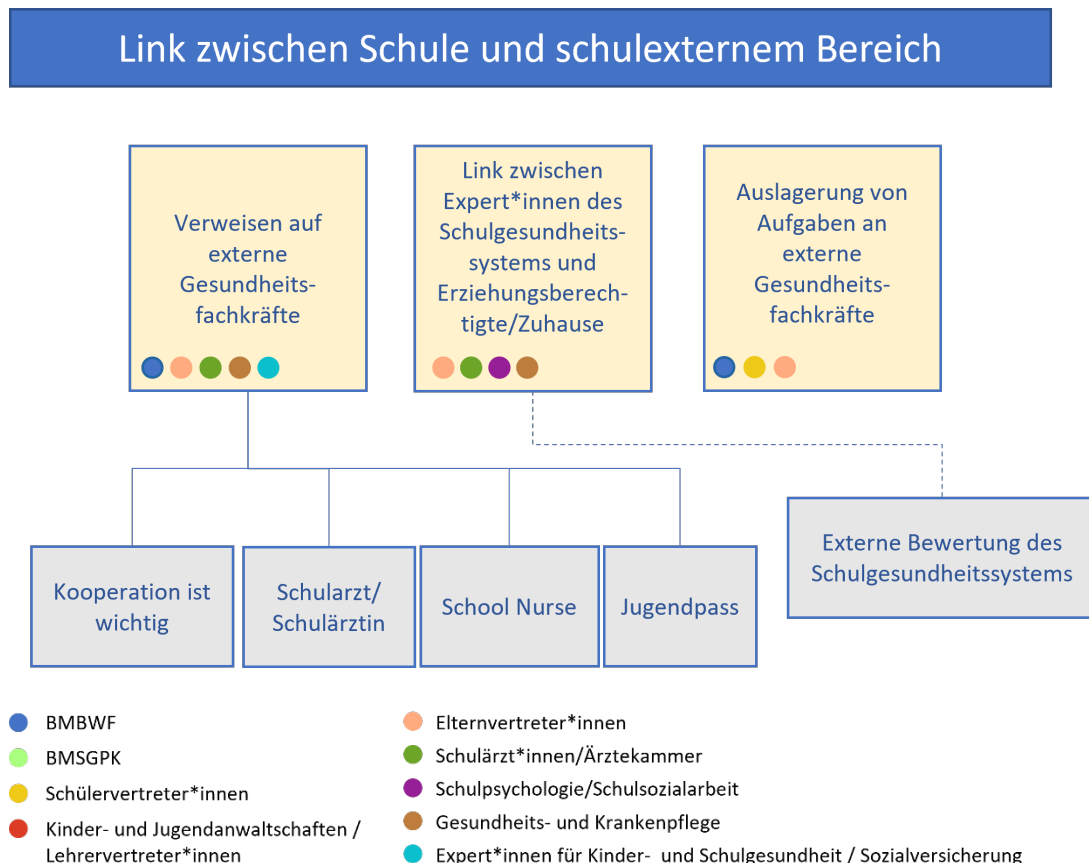 Link zwischen Schule und schulexternem Bereich
Verweisen auf
externe
Gesundheits-
fachkräfte
Link zwischen
Expert*innen des
Schulgesundheits-
systems und
Erziehungsberech-
tigte/Zuhause
Auslagerung von
Aufgaben an
externe
Gesundheits-
fachkräfte
Kooperation ist
wichtig
Schularzt/
Schulärztin
School Nurse
Jugendpass
Externe Bewertung des
Schulgesundheitssystems
BMBWF
BMSGPK
Schülervertreter*innen
Kinder- und Jugendanwaltschaften /
Lehrervertreter*innen
Elternvertreter*innen
Schulärzt*innen/Ärztekammer
Schulpsychologie/Schulsozialarbeit
Gesundheits- und Krankenpflege
Expert*innen für Kinder- und Schulgesundheit / Sozialversicherung